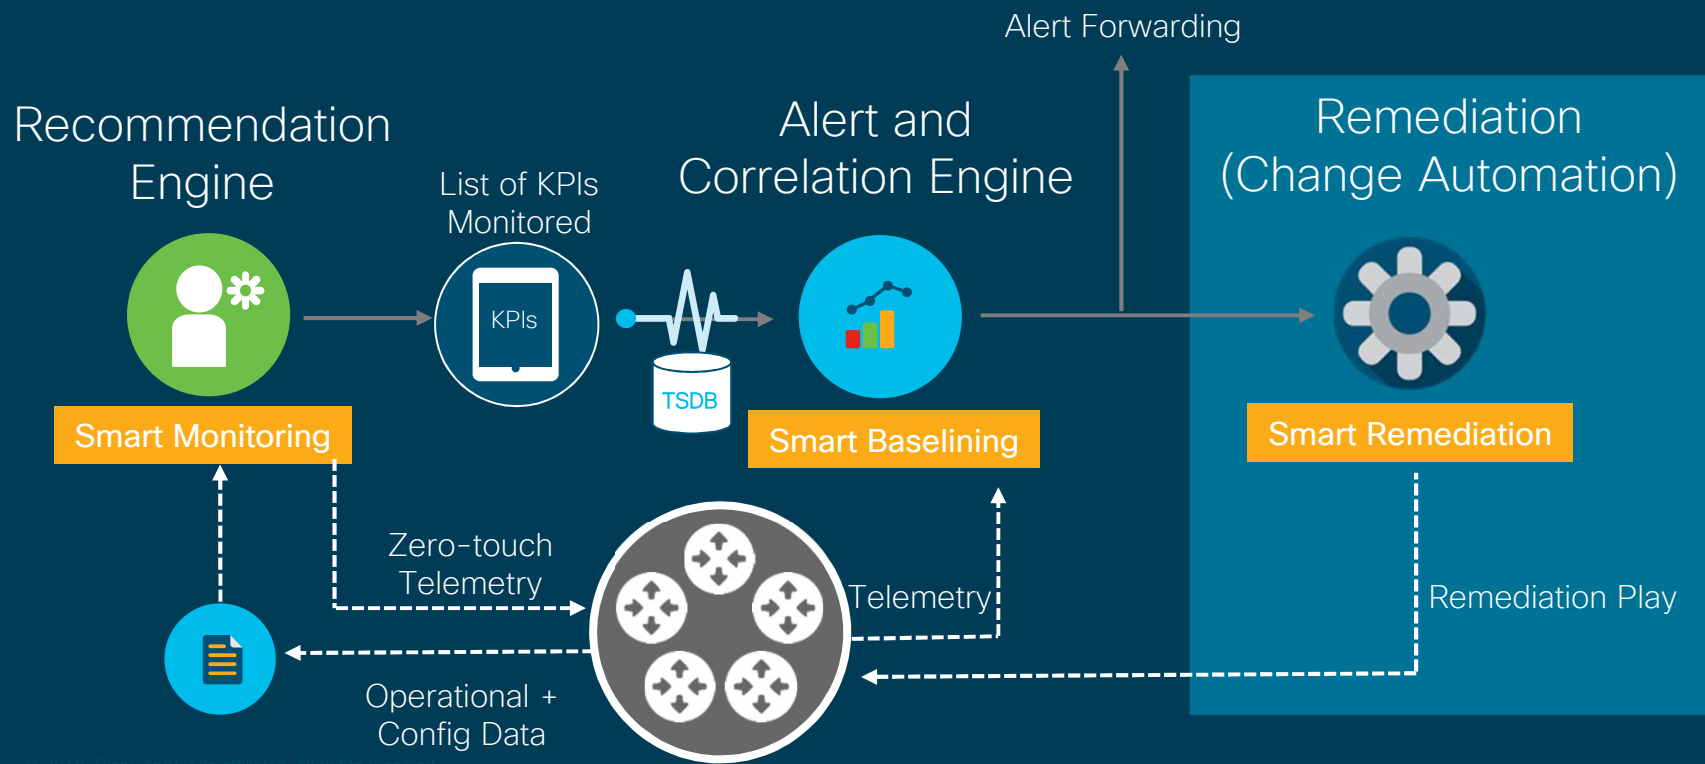 Alert Forwarding
Recommendation
Engine
List of KPIs
Monitored
Alert and
Correlation Engine
Remediation
(Change Automation)
KPIs
TSDB
Smart Monitoring
Smart Baselining
Smart Remediation
Zero-touch
Telemetry
Telemetry
Remediation Play
Operational +
Config Data